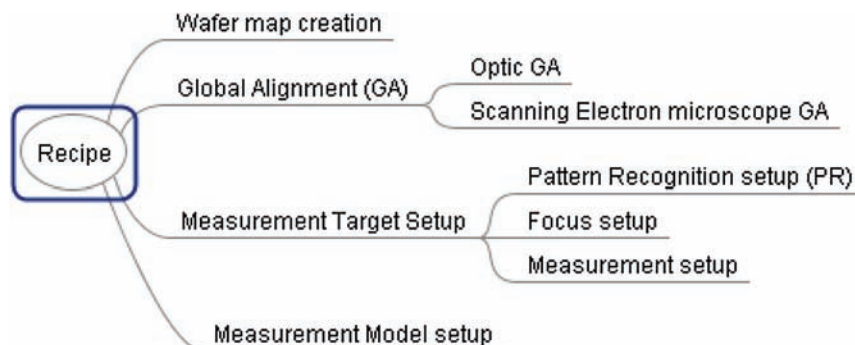 Wafer map creation
Optic GA
Global Alignment (GA)
Scanning Electron microscope GA
Recipe
Pattern Recognition setup (PR)
Measurement Target Setup
Focus setup
Measurement setup
Measurement Model setup